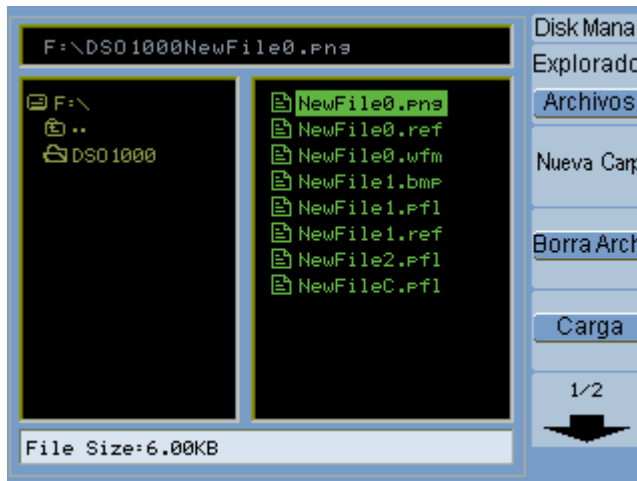 F:\DSO1000NewFile0.png
F:\
..
DSO1000
NewFile0.png
NewFile0.ref
NewFile0.wfm
NewFile1.bmp
NewFile1.pfl
NewFile1.ref
NewFile2.pfl
NewFileC.pfl
File Size:6.00KB
Disk Mana
Explorado
Archivos
Nueva Carp
Borra Arch
Carga
1/2